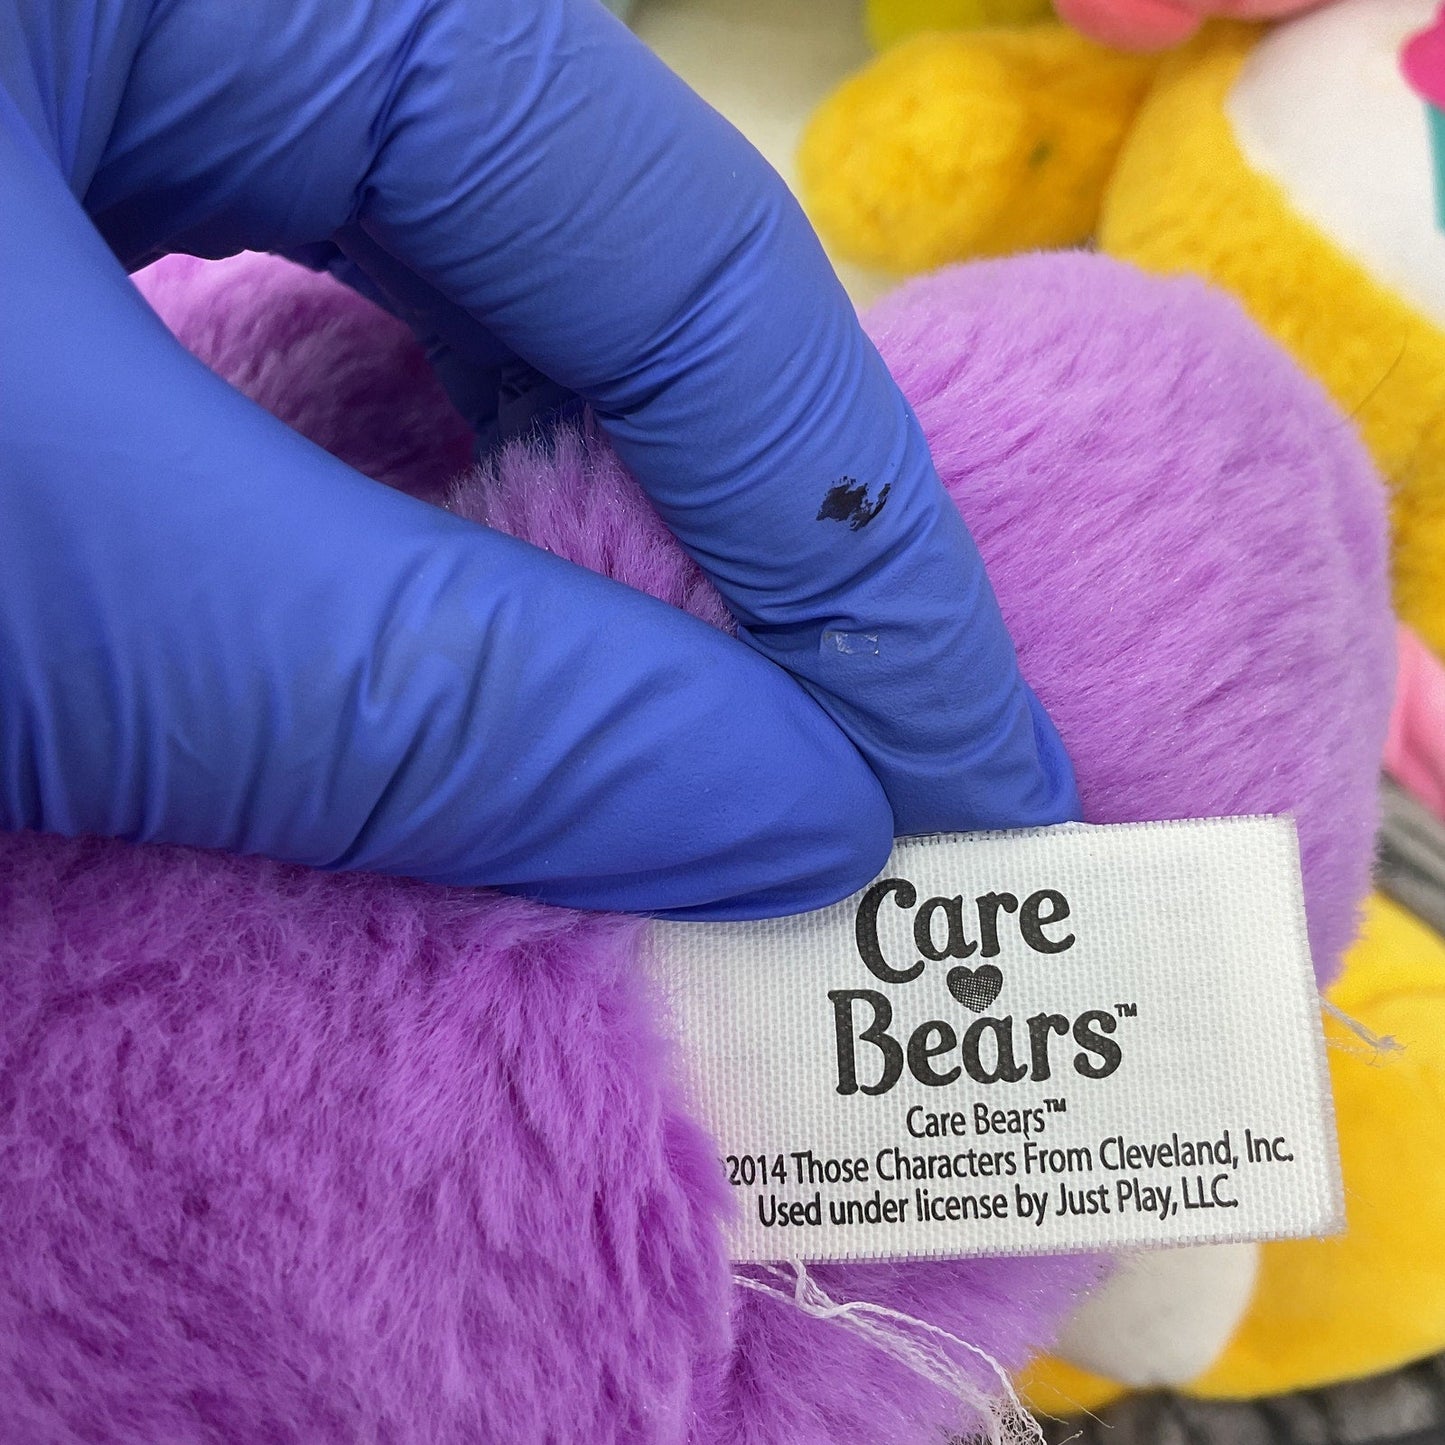 Care
Bears™
Care Bears™
2014 Those Characters From Cleveland, Inc.
Used under license by Just Play, LLC.